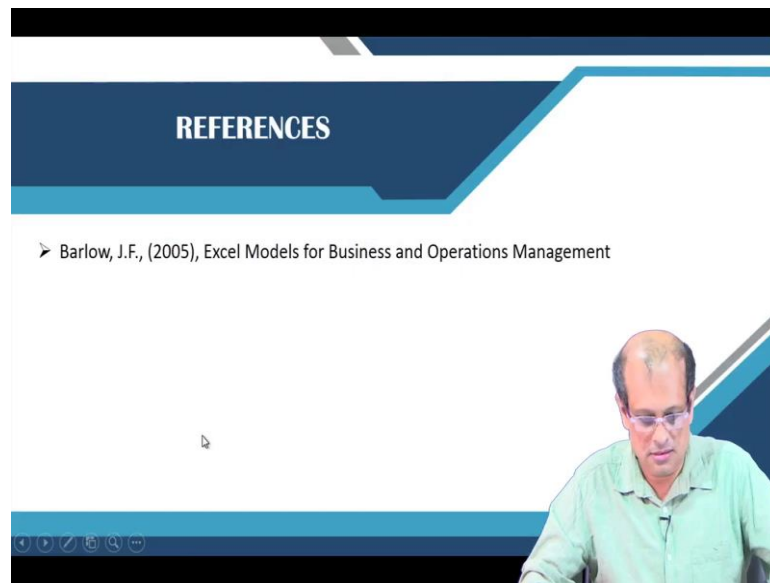 REFERENCES
➢ Barlow, J.F., (2005), Excel Models for Business and Operations Management